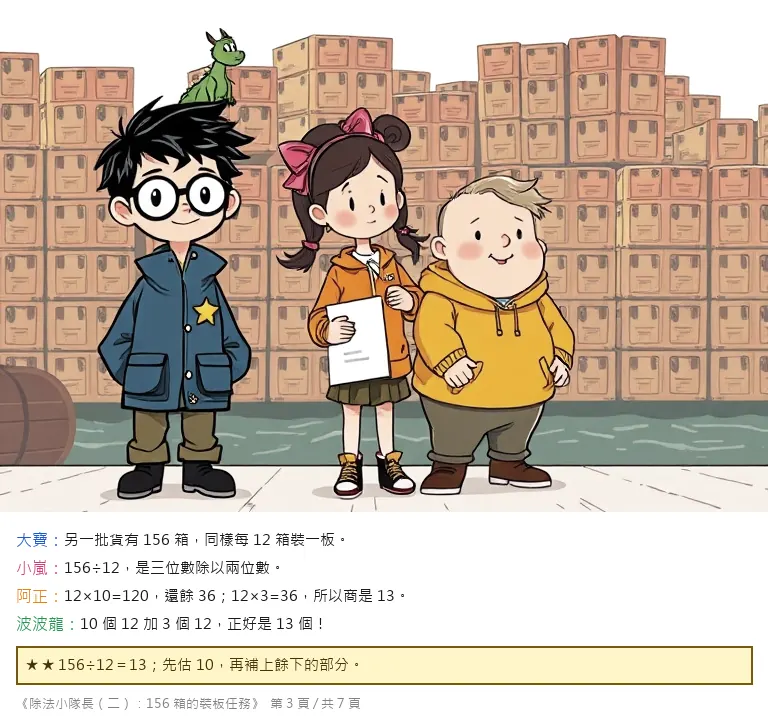 大寶：另一批貨有 156 箱，同樣每 12 箱裝一板。
小嵐：156÷12，是三位數除以兩位數。
阿正：12×10=120，還餘 36；12×3=36，所以商是 13。
波波龍：10 個 12 加 3 個 12，正好是 13 個！
★★156÷12＝13；先估 10，再補上餘下的部分。
《除法小隊長（二）：156 箱的裝板任務》 第 3 頁 / 共 7 頁